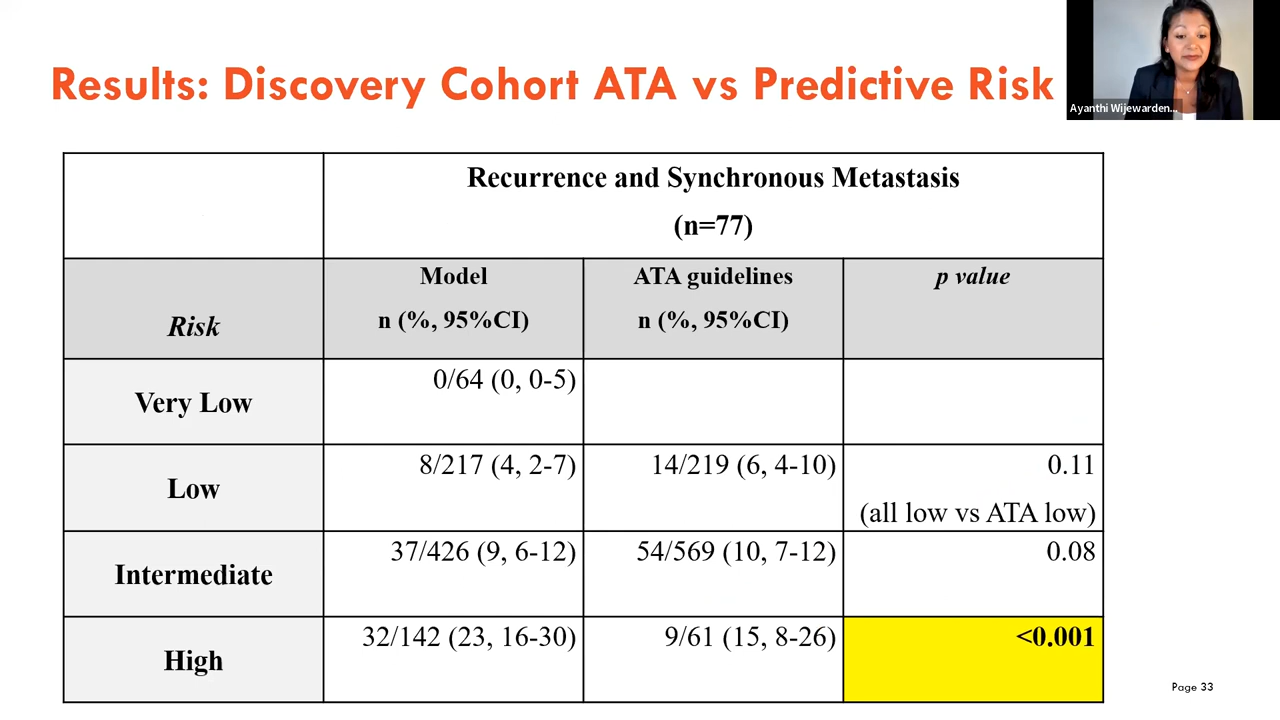 Results: Discovery Cohort ATA vs Predictive Risk
Ayanthi Wijewarden...
Recurrence and Synchronous Metastasis
(n=77)
Risk
Model
n (%, 95%CI)
ATA guidelines
n (%, 95%CI)
p value
Very Low
0/64 (0, 0-5)
Low
8/217 (4, 2-7)
14/219 (6, 4-10)
0.11
(all low vs ATA low)
Intermediate
37/426 (9, 6-12)
54/569 (10, 7-12)
0.08
High
32/142 (23, 16-30)
9/61 (15, 8-26)
<0.001
Page 33